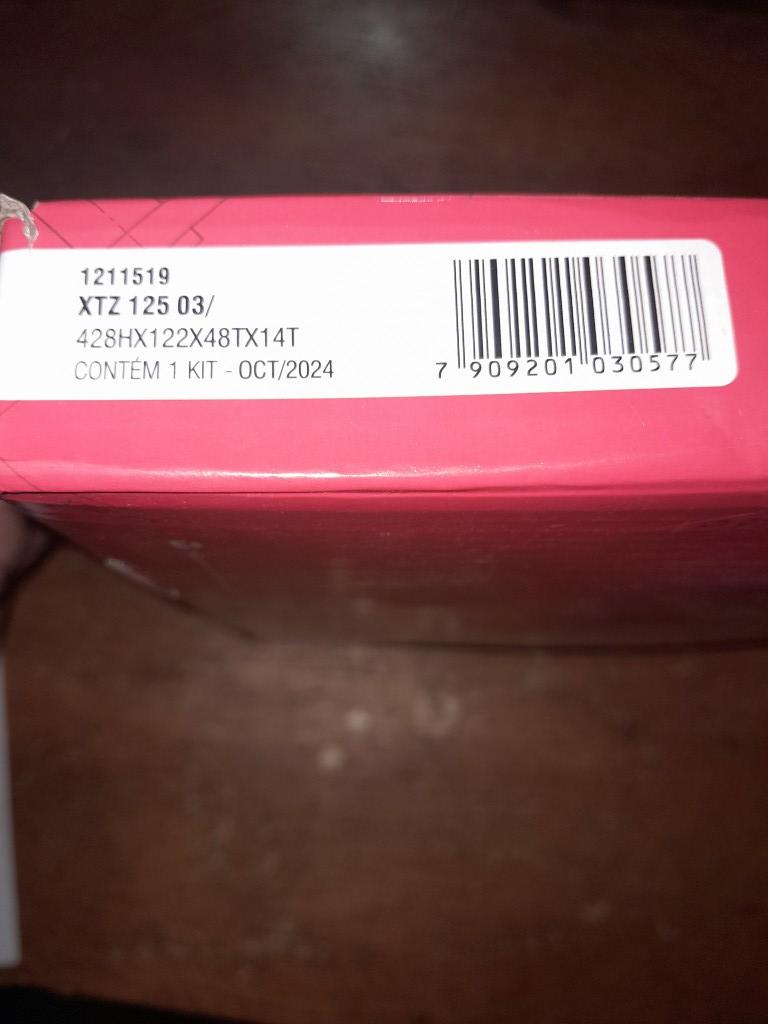 1211519
XTZ 125 03/
428HX122X48TX14T
CONTÉM 1 KIT - OCT/2024
7 909201 030577